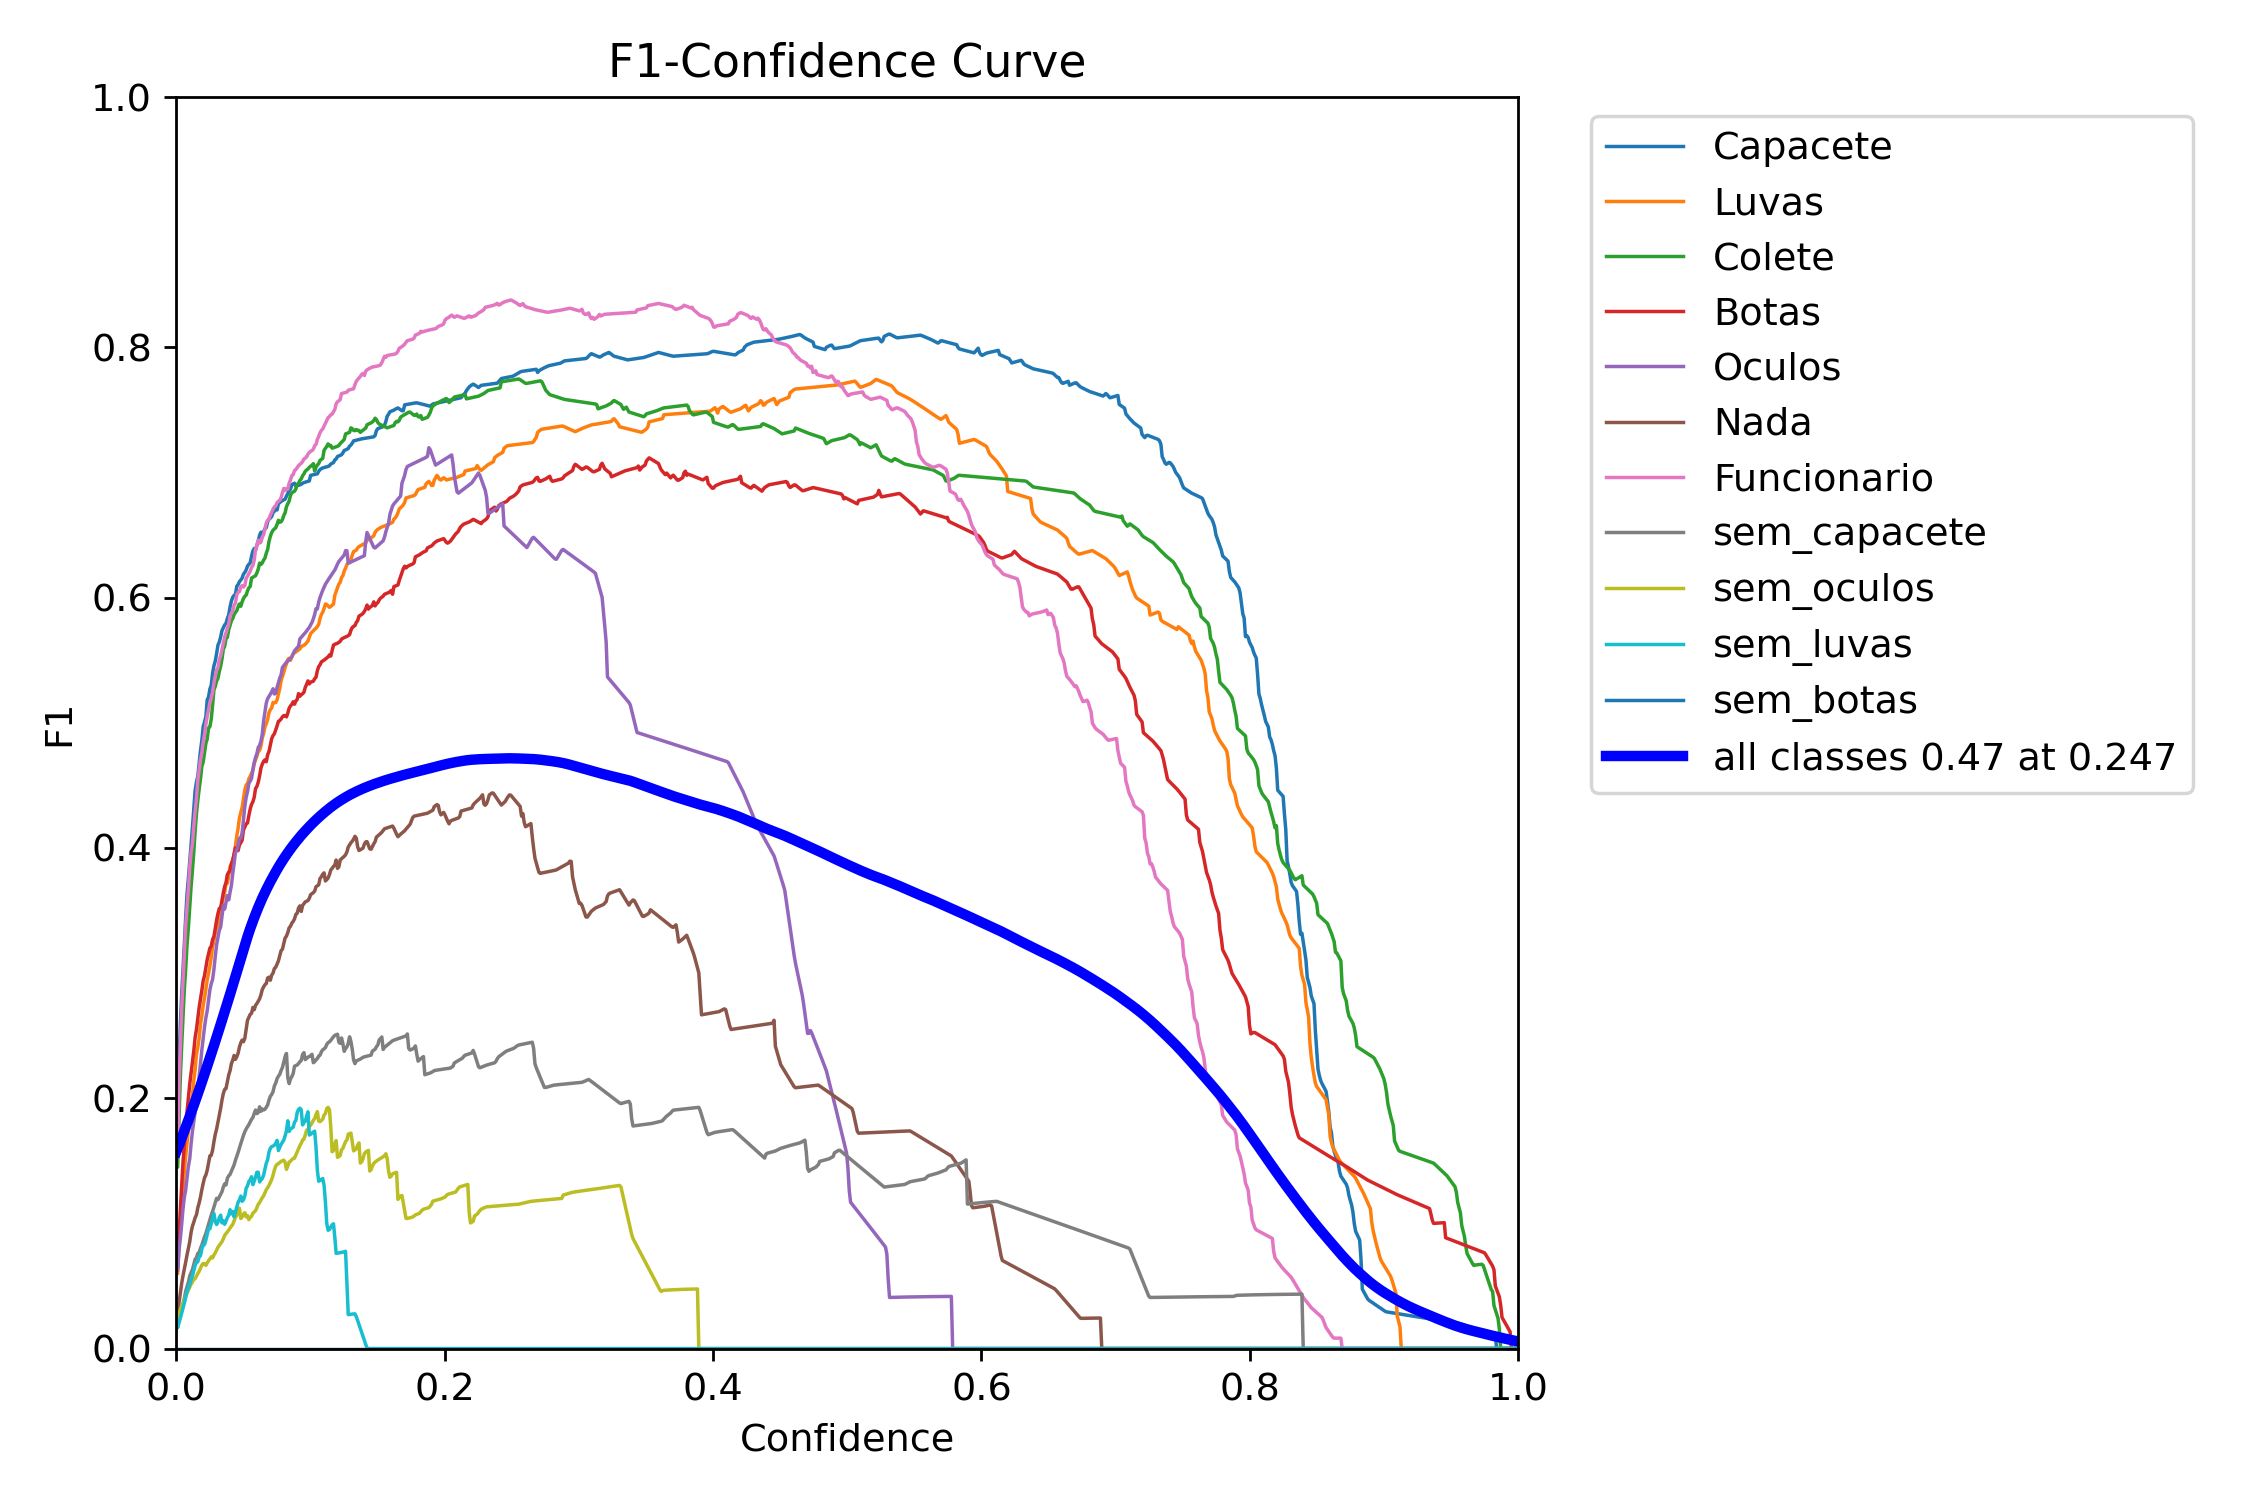 F1-Confidence Curve
1.0
0.8
0.6
0.4
0.2
0.0
F1
0.0 0.2 0.4 0.6 0.8 1.0
Confidence
Capacete
Luvas
Colete
Botas
Oculos
Nada
Funcionario
sem_capacete
sem_oculos
sem_luvas
sem_botas
all classes 0.47 at 0.247